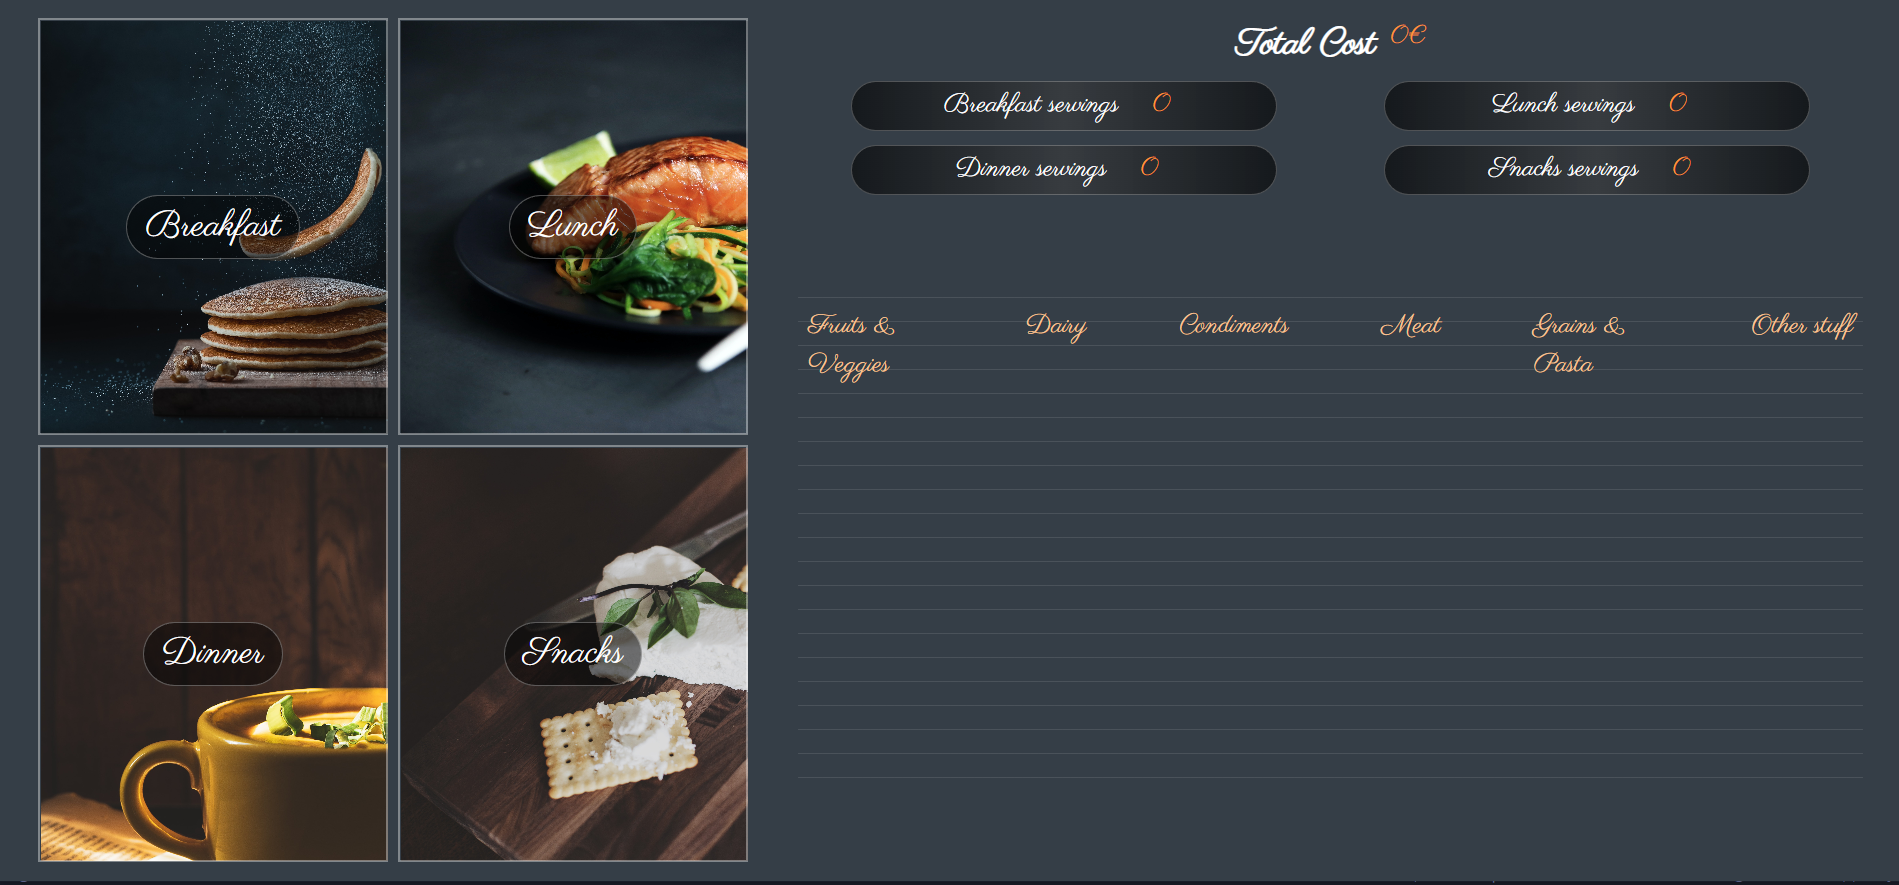 Breakfast
Lunch
Dinner
Snacks
Total Cost 0€
Breakfast servings 0
Lunch servings 0
Dinner servings 0
Snacks servings 0
Fruits & Veggies
Dairy
Condiments
Meat
Grains & Pasta
Other stuff